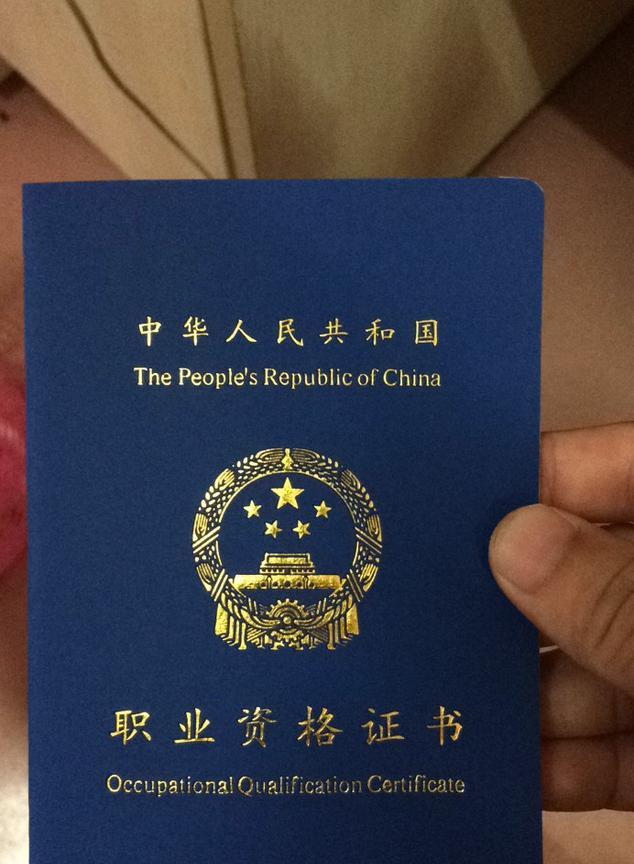 中华人民共和国
The People's Republic of China
职业资格证书
Occupational Qualification Certificate